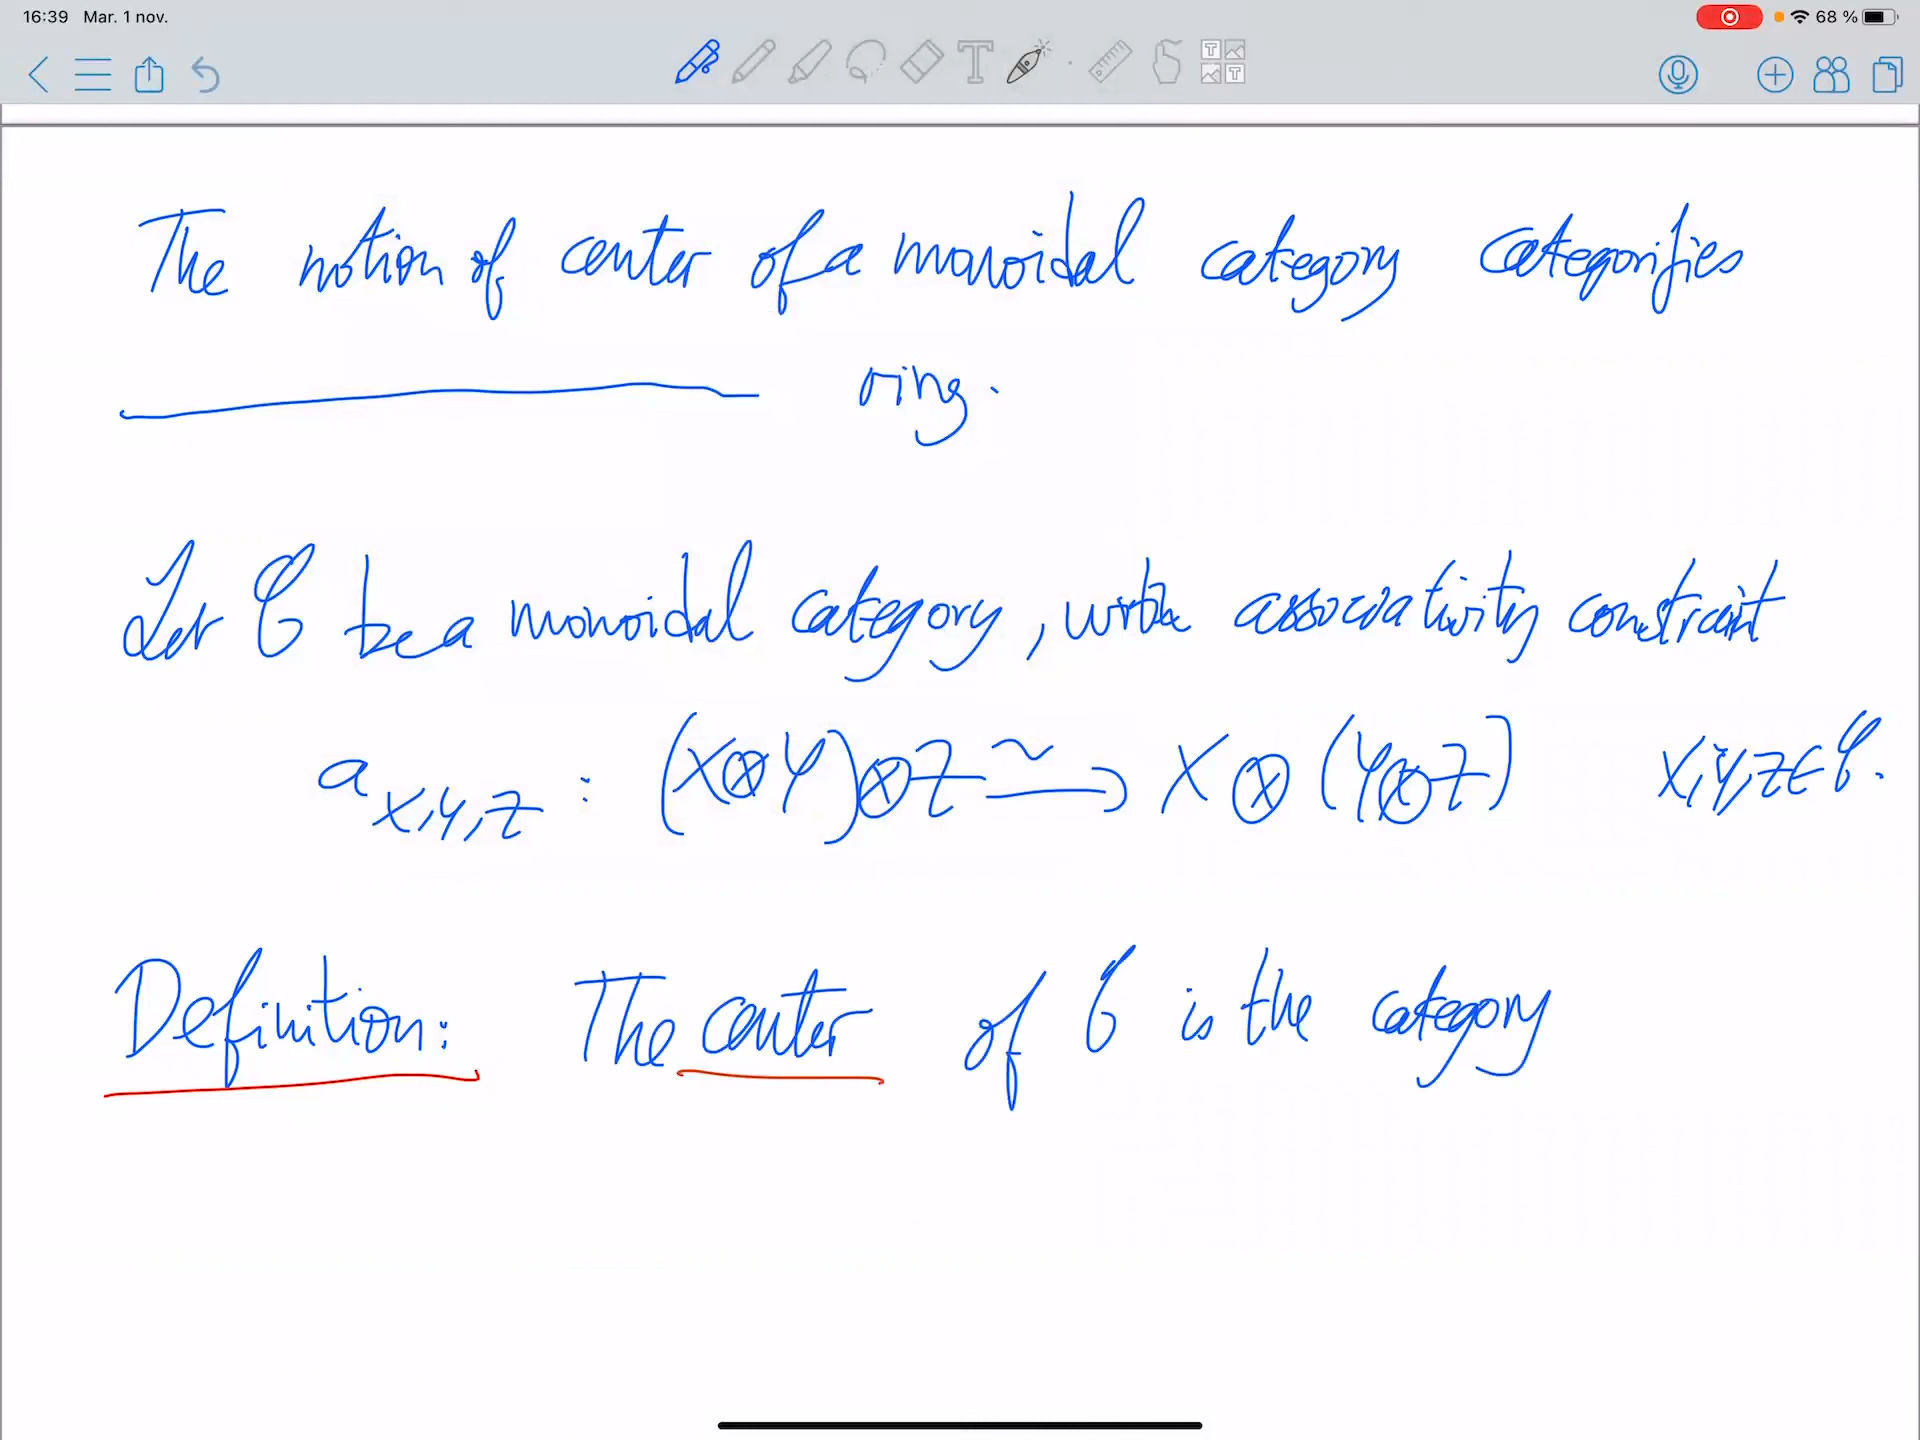 16:39 Mar. 1 nov. 68 %
The notion of center of a monoidal category categorifies
ring.
Let C be a monoidal category, with associativity constraint
a_{X,Y,Z} : (X⊗Y)⊗Z ⥲ X⊗(Y⊗Z) X,Y,Z∈C.
Definition: The center of C is the category